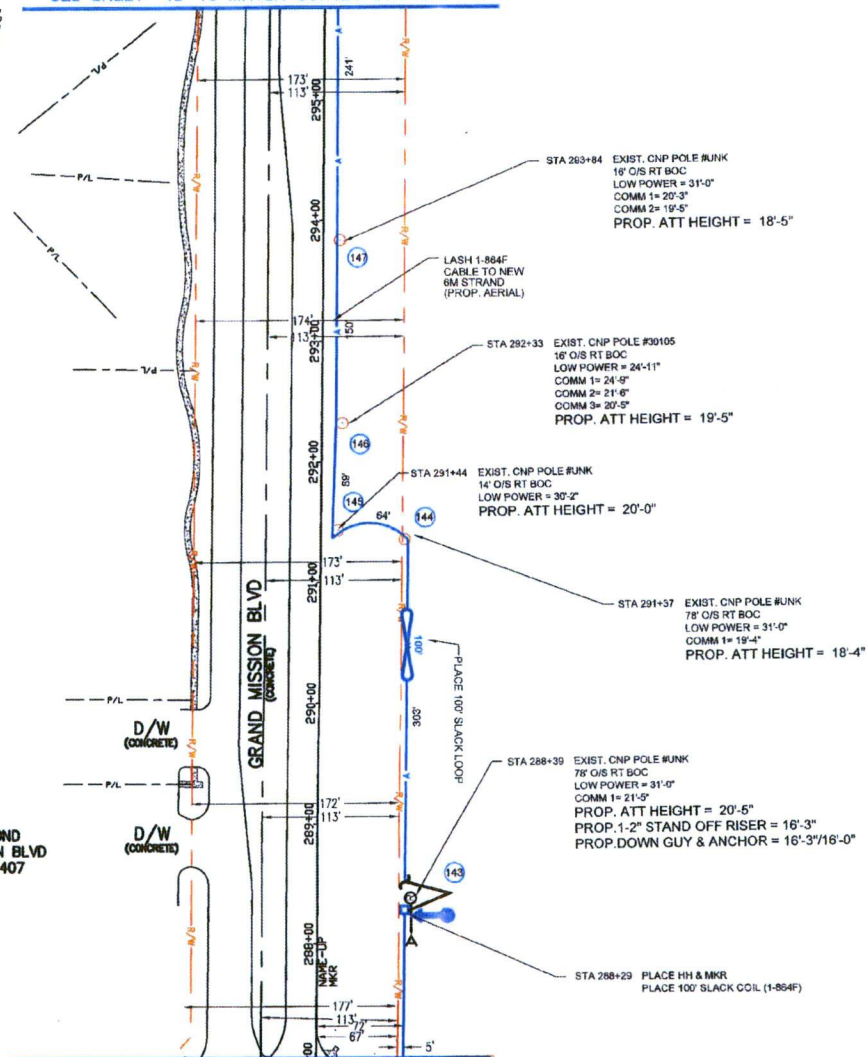 173'
113'
241'
295+00
R/W
P/L
P/L
P/L
P/L
STA 293+84 EXIST. CNP POLE #UNK
16' O/S RT BOC
LOW POWER = 31'-0"
COMM 1= 20'-3"
COMM 2= 19'-5"
PROP. ATT HEIGHT = 18'-5"
294+00
147
LASH 1-864F
CABLE TO NEW
6M STRAND
(PROP. AERIAL)
174'
113'
150'
293+00
STA 292+33 EXIST. CNP POLE #30105
16' O/S RT BOC
LOW POWER = 24'-11"
COMM 1= 24'-9"
COMM 2= 21'-6"
COMM 3= 20'-5"
PROP. ATT HEIGHT = 19'-5"
146
292+00
89'
STA 291+44 EXIST. CNP POLE #UNK
14' O/S RT BOC
LOW POWER = 30'-2"
PROP. ATT HEIGHT = 20'-0"
145
64'
144
173'
113'
291+00
STA 291+37 EXIST. CNP POLE #UNK
78' O/S RT BOC
LOW POWER = 31'-0"
COMM 1= 19'-4"
PROP. ATT HEIGHT = 18'-4"
GRAND MISSION BLVD
(CONCRETE)
100'
PLACE 100' SLACK LOOP
303'
290+00
P/L
D/W
(CONCRETE)
STA 288+39 EXIST. CNP POLE #UNK
78' O/S RT BOC
LOW POWER = 31'-0"
COMM 1= 21'-5"
PROP. ATT HEIGHT = 20'-5"
PROP.1-2" STAND OFF RISER = 16'-3"
PROP.DOWN GUY & ANCHOR = 16'-3"/16'-0"
P/L
172'
113'
289+00
D/W
(CONCRETE)
BLVD
407
143
288+00
NAME-UP
MKR
STA 288+29 PLACE HH & MKR
PLACE 100' SLACK COIL (1-864F)
177'
113'
72'
67'
5'